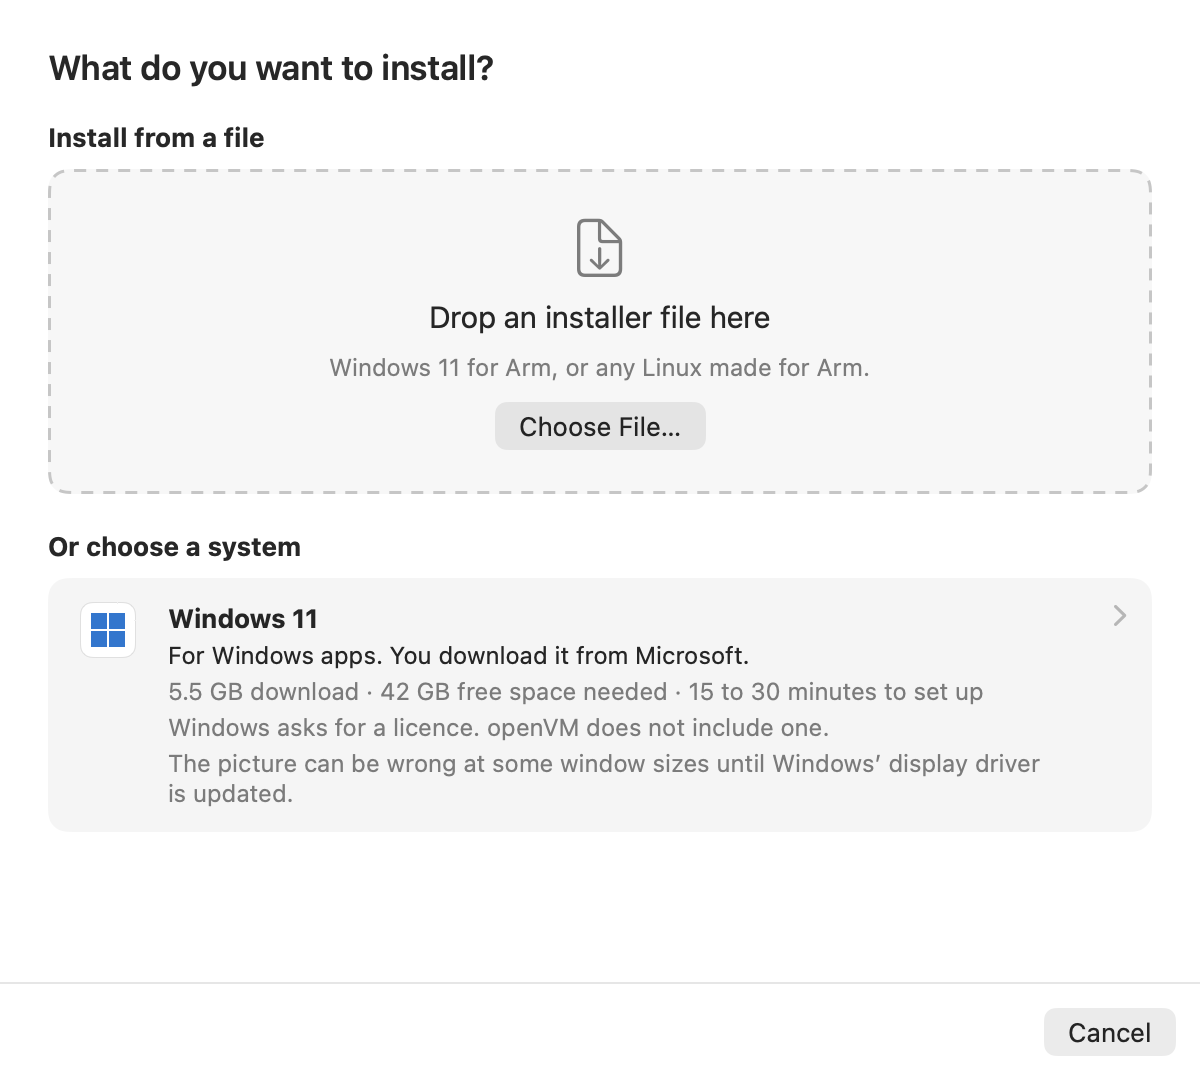 What do you want to install?
Install from a file
Drop an installer file here
Windows 11 for Arm, or any Linux made for Arm.
Choose File...
Or choose a system
Windows 11
For Windows apps. You download it from Microsoft.
5.5 GB download · 42 GB free space needed · 15 to 30 minutes to set up
Windows asks for a licence. openVM does not include one.
The picture can be wrong at some window sizes until Windows’ display driver
is updated.
Cancel